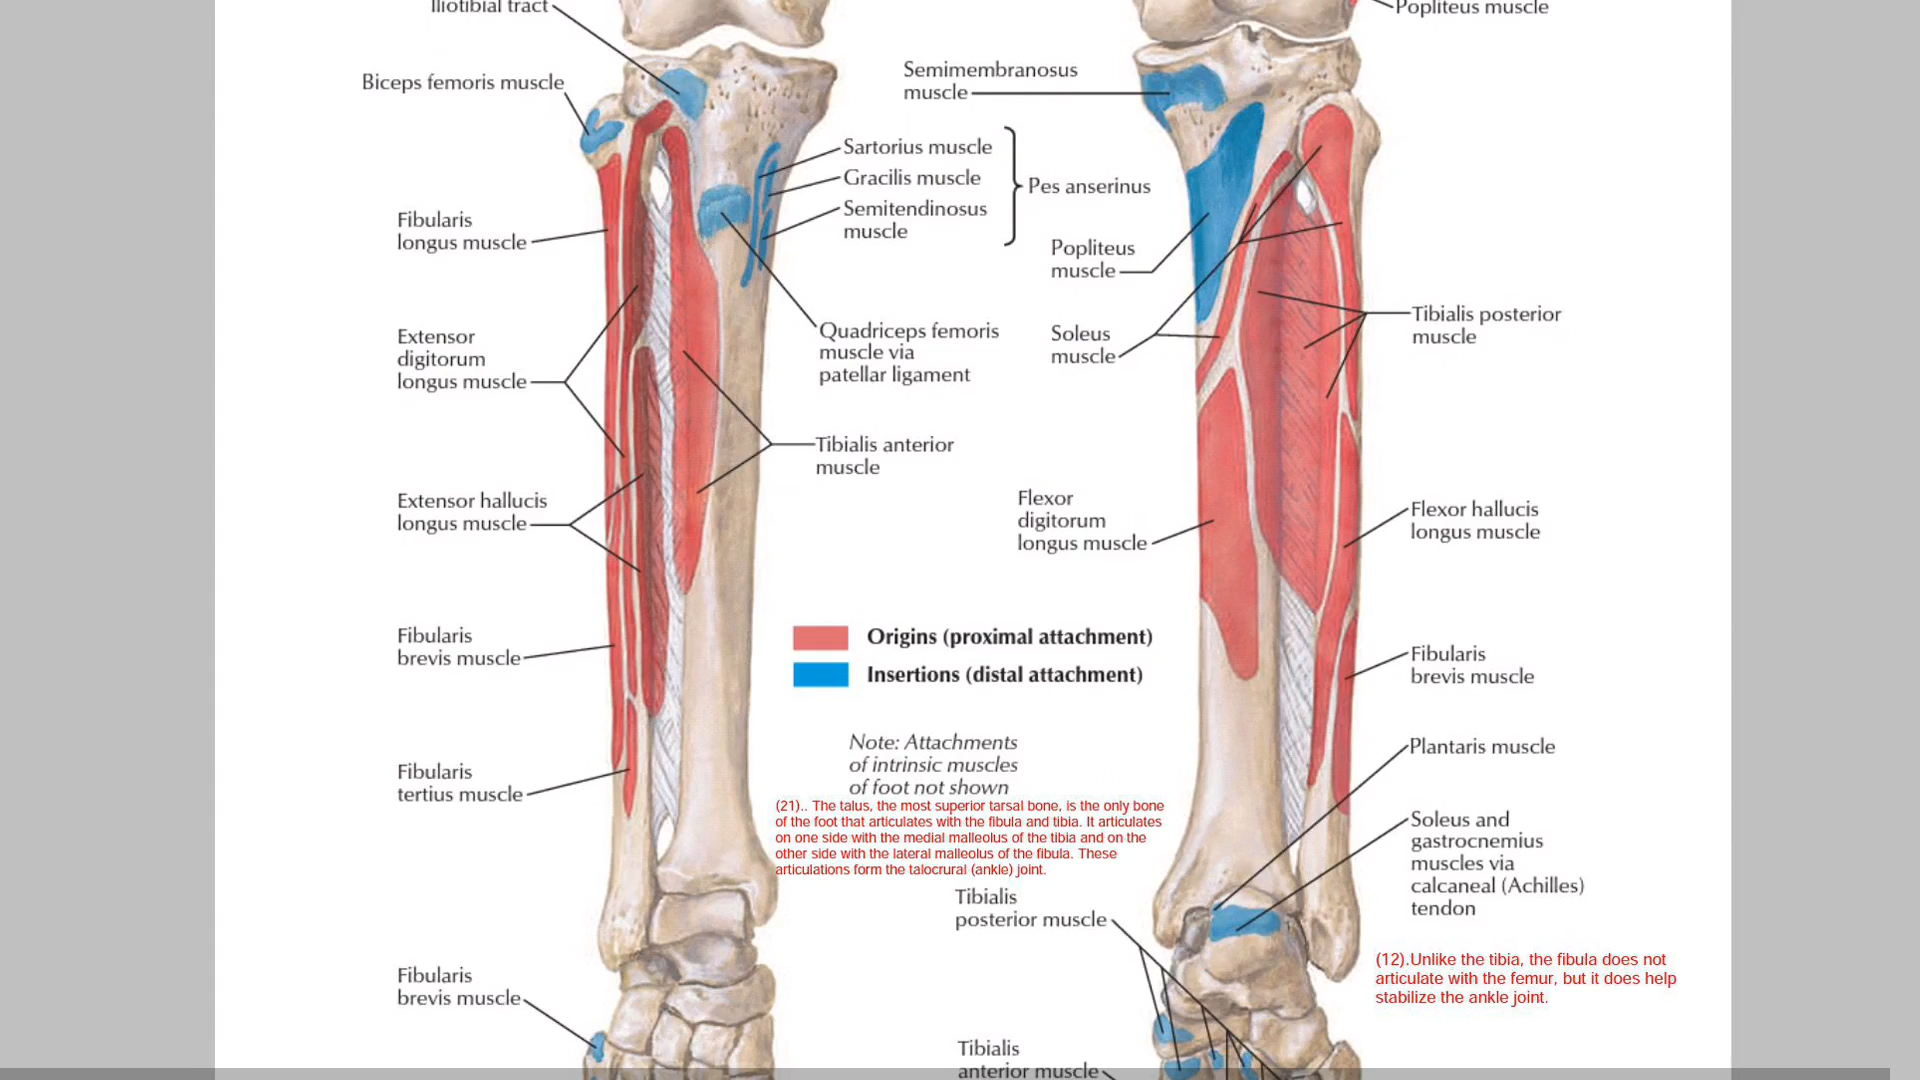 Iliotibial tract
Biceps femoris muscle
Fibularis
longus muscle
Extensor
digitorum
longus muscle
Extensor hallucis
longus muscle
Fibularis
brevis muscle
Fibularis
tertius muscle
Fibularis
brevis muscle
Sartorius muscle
Gracilis muscle
Semitendinosus
muscle
Pes anserinus
Quadriceps femoris
muscle via
patellar ligament
Tibialis anterior
muscle
Origins (proximal attachment)
Insertions (distal attachment)
Note: Attachments
of intrinsic muscles
of foot not shown
(21).. The talus, the most superior tarsal bone, is the only bone
of the foot that articulates with the fibula and tibia. It articulates
on one side with the medial malleolus of the tibia and on the
other side with the lateral malleolus of the fibula. These
articulations form the talocrural (ankle) joint.
Popliteus muscle
Semimembranosus
muscle
Popliteus
muscle
Soleus
muscle
Flexor
digitorum
longus muscle
Tibialis
posterior muscle
Tibialis
anterior muscle
Tibialis posterior
muscle
Flexor hallucis
longus muscle
Fibularis
brevis muscle
Plantaris muscle
Soleus and
gastrocnemius
muscles via
calcaneal (Achilles)
tendon
(12).Unlike the tibia, the fibula does not
articulate with the femur, but it does help
stabilize the ankle joint.